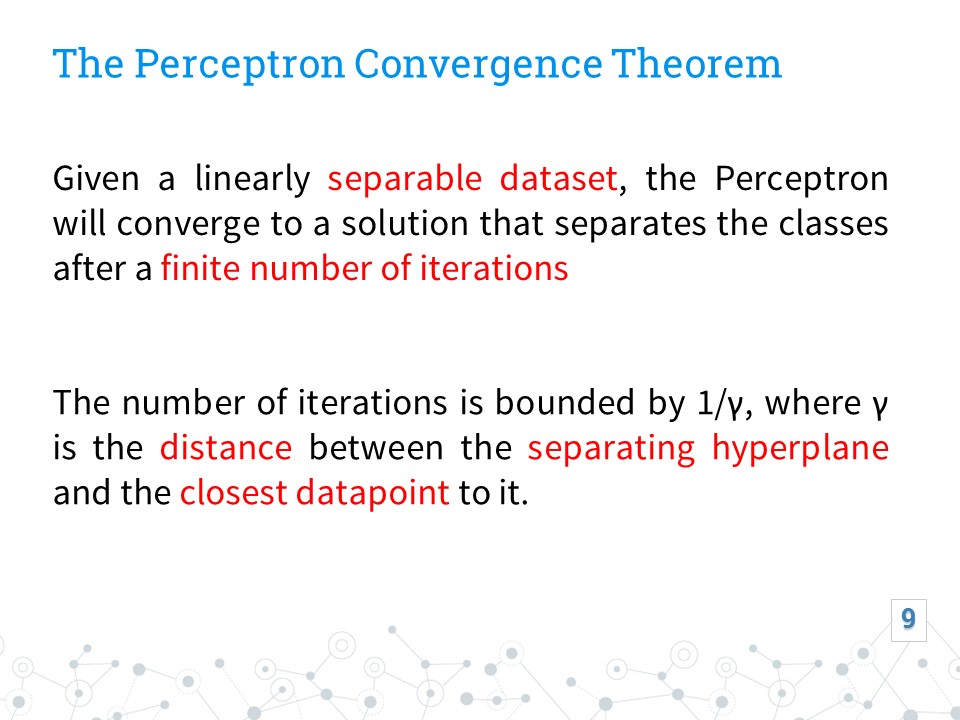 The Perceptron Convergence Theorem
Given a linearly separable dataset, the Perceptron
will converge to a solution that separates the classes
after a finite number of iterations
The number of iterations is bounded by 1/γ, where γ
is the distance between the separating hyperplane
and the closest datapoint to it.
9